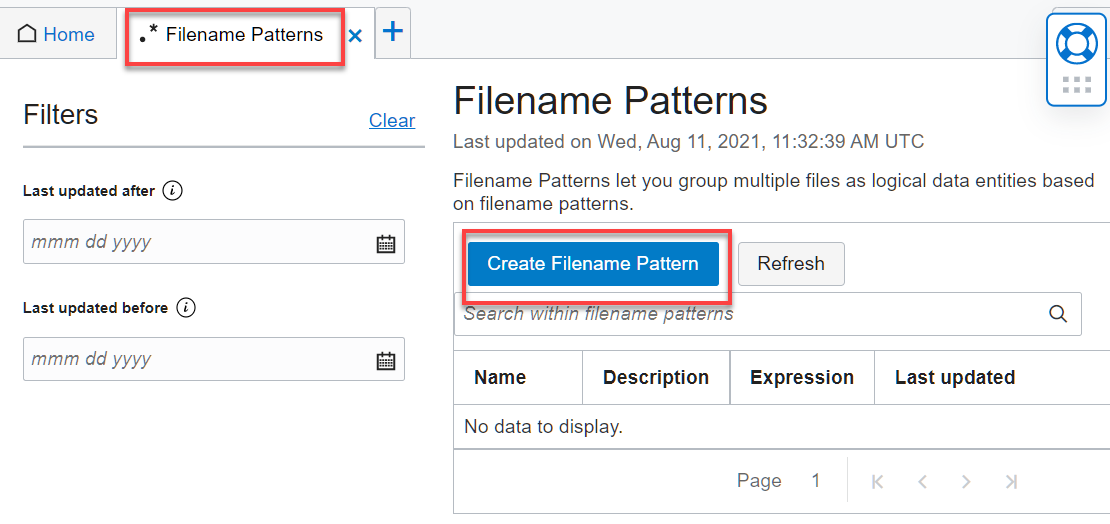 Home
.* Filename Patterns
Filters
Clear
Last updated after
mmm dd yyyy
Last updated before
mmm dd yyyy
Filename Patterns
Last updated on Wed, Aug 11, 2021, 11:32:39 AM UTC
Filename Patterns let you group multiple files as logical data entities based
on filename patterns.
Create Filename Pattern
Refresh
Search within filename patterns
Name Description Expression Last updated
No data to display.
Page 1